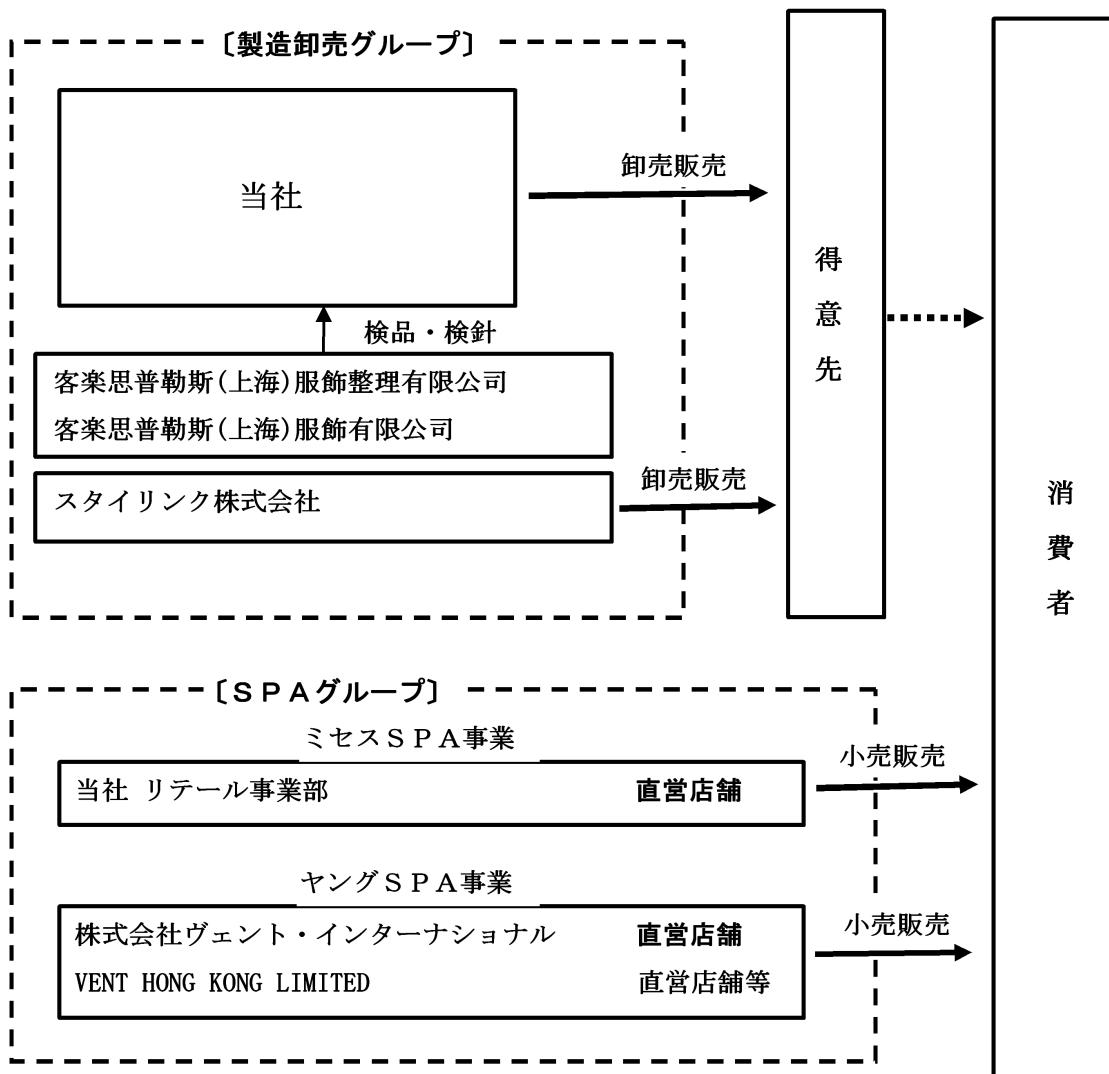 〔製造卸売グループ〕
当社
卸売販売
検品・検針
客楽思普勒斯(上海)服飾整理有限公司
客楽思普勒斯(上海)服飾有限公司
スタイリンク株式会社
卸売販売
得意先
消費者
〔ＳＰＡグループ〕
ミセスＳＰＡ事業
当社 リテール事業部 直営店舗
小売販売
ヤングＳＰＡ事業
株式会社ヴェント・インターナショナル 直営店舗
VENT HONG KONG LIMITED 直営店舗等
小売販売